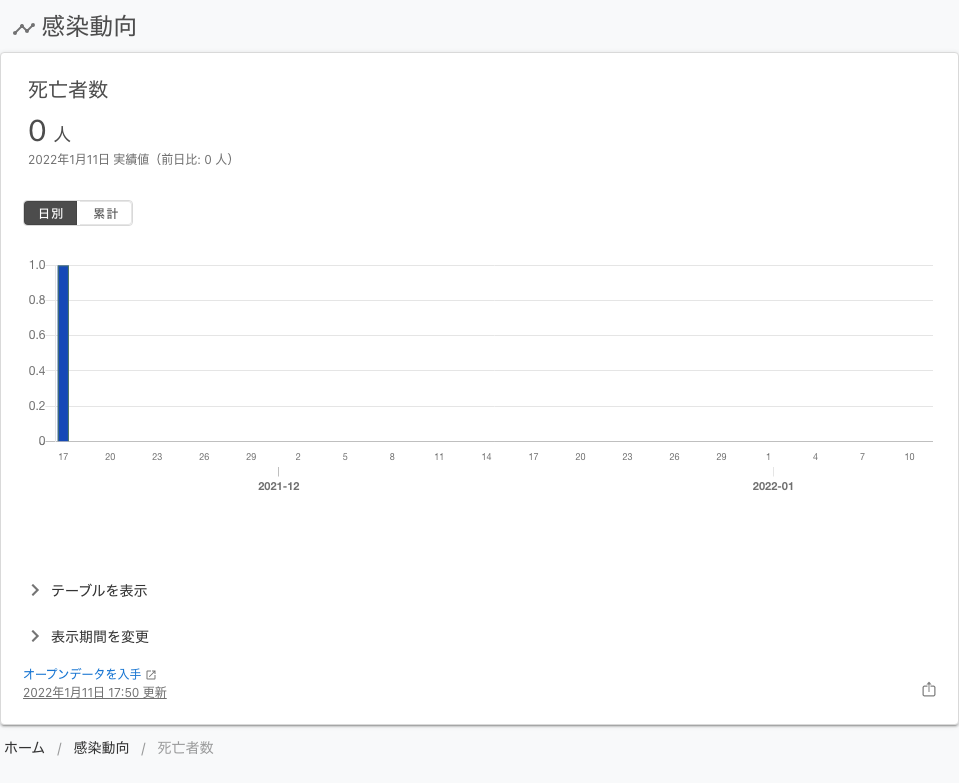 感染動向
死亡者数
0 人
2022年1月11日 実績値（前日比: 0 人）
日別 累計
1.0
0.8
0.6
0.4
0.2
0
17 20 23 26 29 2 5 8 11 14 17 20 23 26 29 1 4 7 10
2021-12 2022-01
テーブルを表示
表示期間を変更
オープンデータを入手
2022年1月11日 17:50 更新
ホーム / 感染動向 / 死亡者数